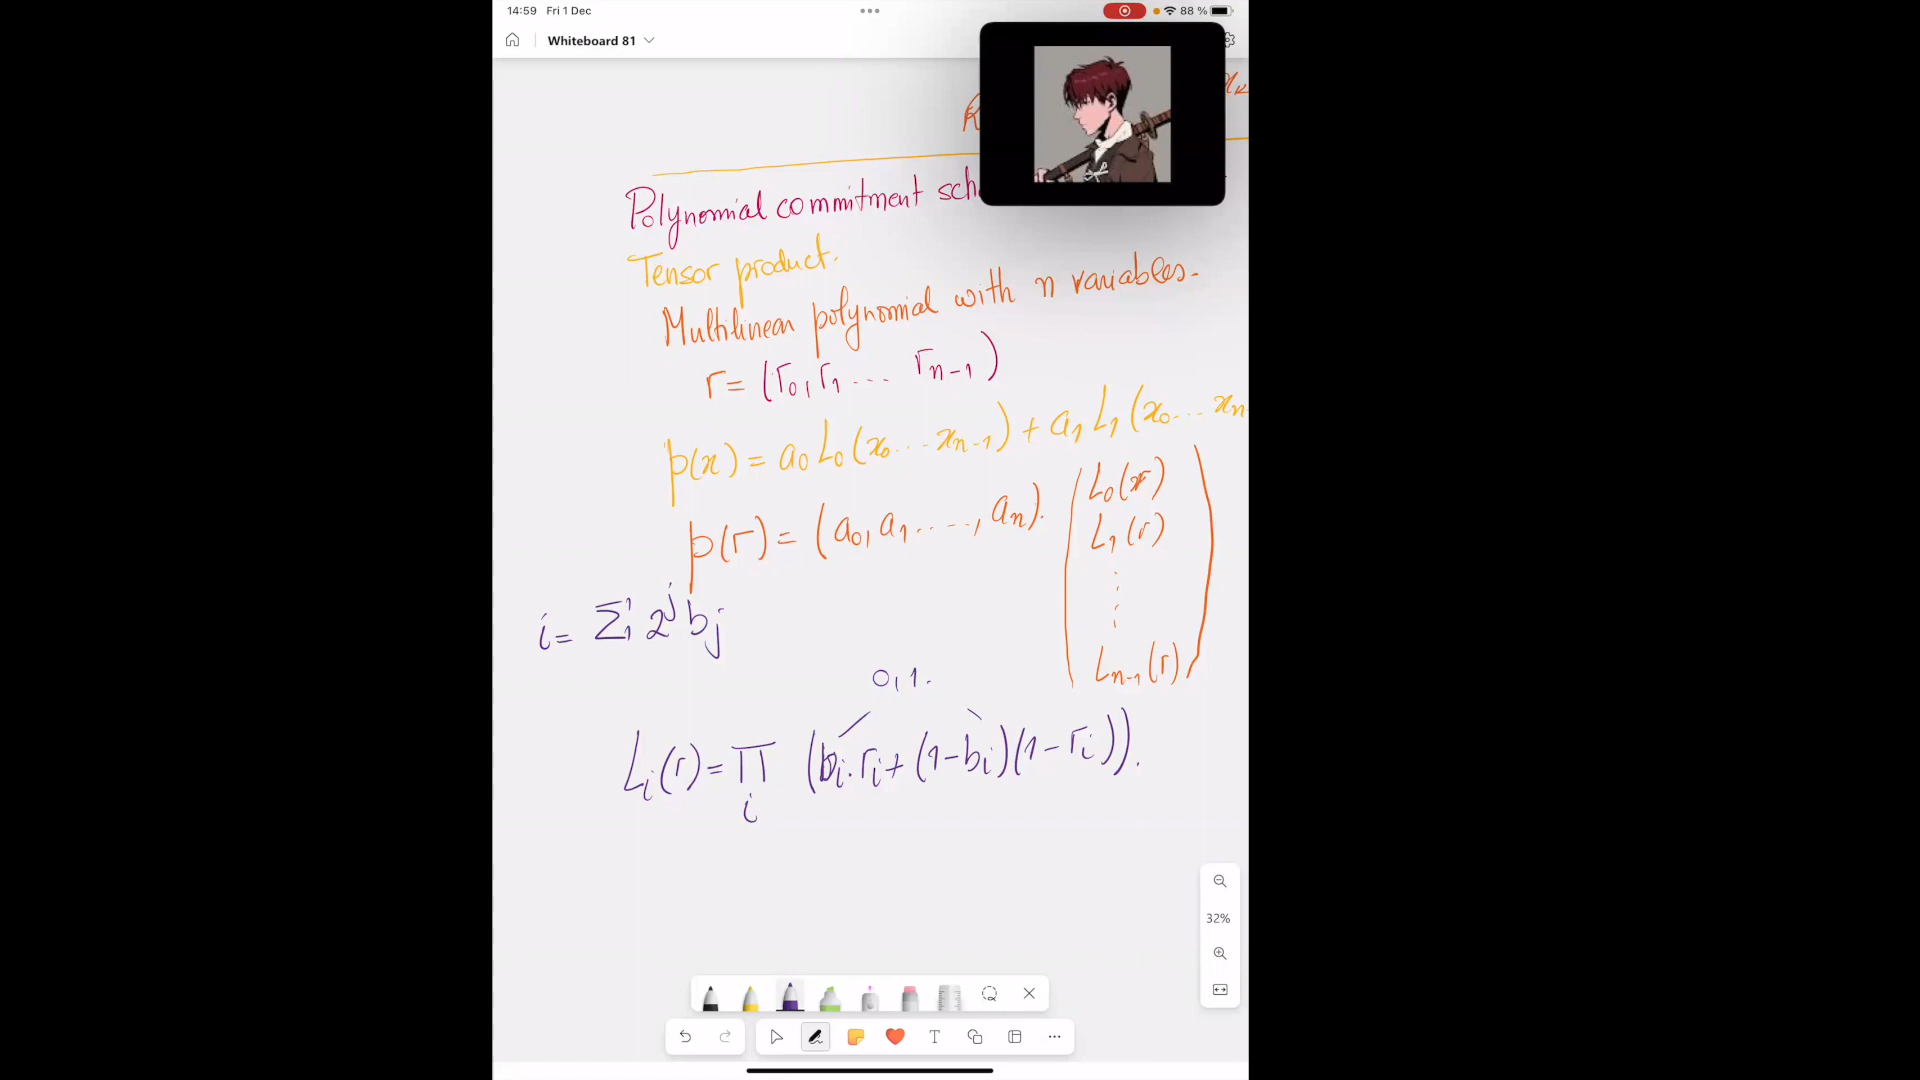 14:59 Fri 1 Dec
88 %
Whiteboard 81
Polynomial commitment sch
Tensor product.
Multilinear polynomial with n variables.
r = (r₀, r₁ ... rₙ₋₁)
p(x) = a₀ L₀ (x₀ ... xₙ₋₁) + a₁ L₁ (x₀ ... xₙ
p(r) = (a₀, a₁ ...., aₙ).
L₀(r)
L₁(r)
⋮
Lₙ₋₁(r)
i = Σ 2ʲ bⱼ
0, 1.
Lᵢ(r) = Π (bᵢ. rᵢ + (1 - bᵢ)(1 - rᵢ)).
i
32%
T